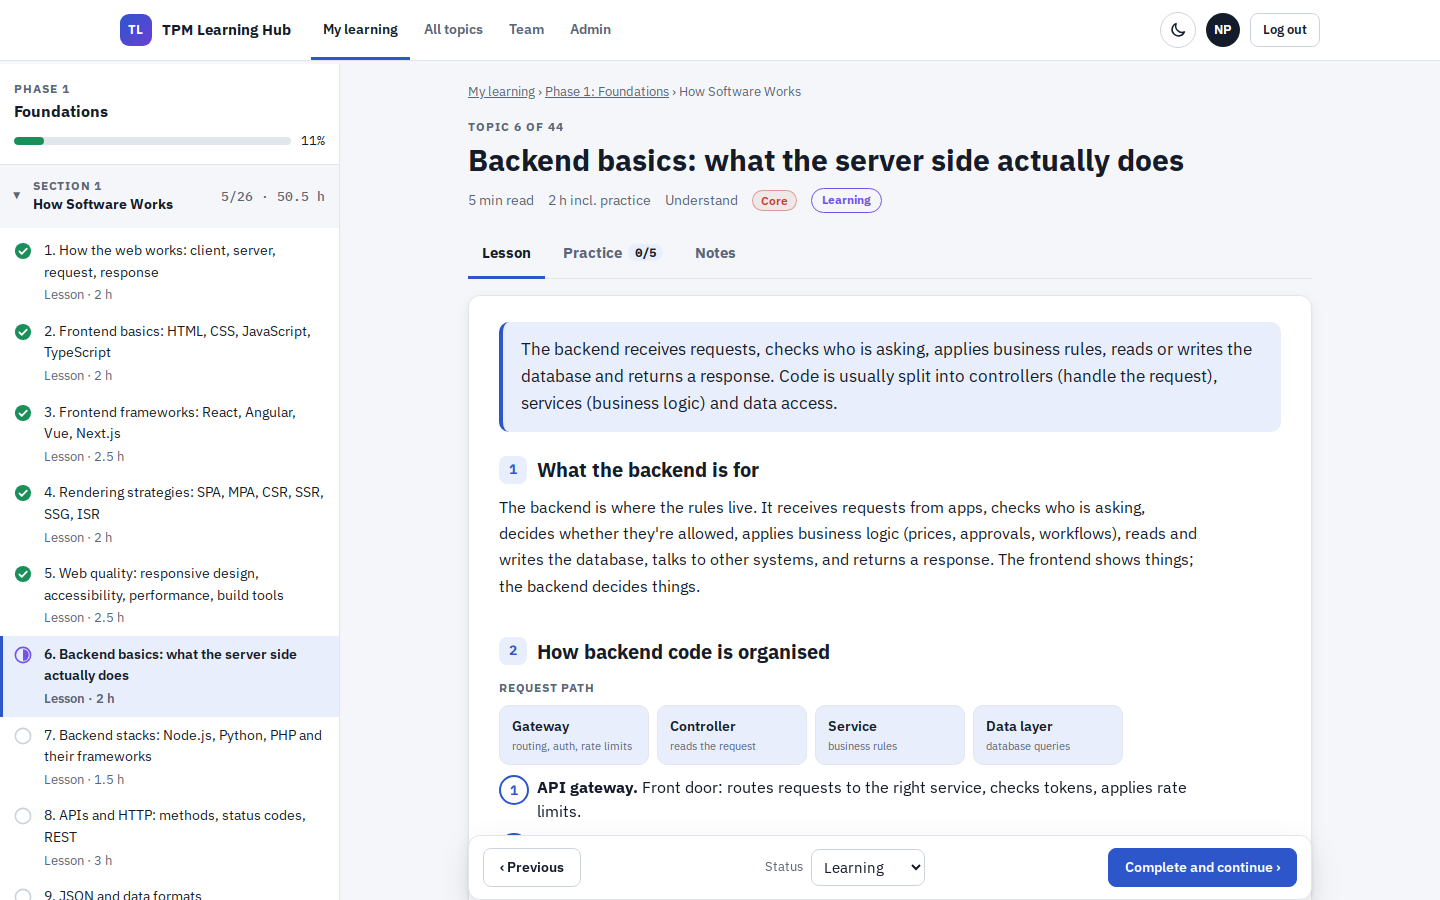 TL TPM Learning Hub My learning All topics Team Admin NP Log out
PHASE 1
Foundations
11%
▼ SECTION 1
How Software Works
5/26 · 50.5 h
1. How the web works: client, server,
request, response
Lesson · 2 h
2. Frontend basics: HTML, CSS, JavaScript,
TypeScript
Lesson · 2 h
3. Frontend frameworks: React, Angular,
Vue, Next.js
Lesson · 2.5 h
4. Rendering strategies: SPA, MPA, CSR, SSR,
SSG, ISR
Lesson · 2 h
5. Web quality: responsive design,
accessibility, performance, build tools
Lesson · 2.5 h
6. Backend basics: what the server side
actually does
Lesson · 2 h
7. Backend stacks: Node.js, Python, PHP and
their frameworks
Lesson · 1.5 h
8. APIs and HTTP: methods, status codes,
REST
Lesson · 3 h
9. JSON and data formats
My learning › Phase 1: Foundations › How Software Works
TOPIC 6 OF 44
Backend basics: what the server side actually does
5 min read 2 h incl. practice Understand Core Learning
Lesson Practice 0/5 Notes
The backend receives requests, checks who is asking, applies business rules, reads or writes the
database and returns a response. Code is usually split into controllers (handle the request),
services (business logic) and data access.
1 What the backend is for
The backend is where the rules live. It receives requests from apps, checks who is asking,
decides whether they're allowed, applies business logic (prices, approvals, workflows), reads and
writes the database, talks to other systems, and returns a response. The frontend shows things;
the backend decides things.
2 How backend code is organised
REQUEST PATH
Gateway
routing, auth, rate limits
Controller
reads the request
Service
business rules
Data layer
database queries
1 API gateway. Front door: routes requests to the right service, checks tokens, applies rate
limits.
‹ Previous Status Learning Complete and continue ›